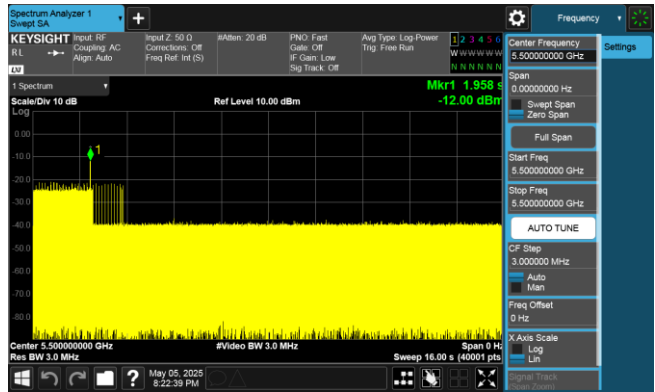 Spectrum Analyzer 1
Swept SA
Frequency
KEYSIGHT
RL
Input: RF
Coupling: AC
Align: Auto
Input Z: 50 Ω
Corrections: Off
Freq Ref: Int (S)
#Atten: 20 dB
PNO: Fast
Gate: Off
IF Gain: Low
Sig Track: Off
Avg Type: Log-Power
Trig: Free Run
1 2 3 4 5 6
W W W W W W
N N N N N N
LXI
1 Spectrum
Scale/Div 10 dB
Ref Level 10.00 dBm
Mkr1 1.958 s
-12.00 dBm
Log
0.00
-10.0
-20.0
-30.0
-40.0
-50.0
-60.0
-70.0
-80.0
1
Center 5.500000000 GHz
Res BW 3.0 MHz
#Video BW 3.0 MHz
Span 0 Hz
Sweep 16.00 s (40001 pts
May 05, 2025
8:22:39 PM
Center Frequency
5.500000000 GHz
Settings
Span
0.00000000 Hz
Swept Span
Zero Span
Full Span
Start Freq
5.500000000 GHz
Stop Freq
5.500000000 GHz
AUTO TUNE
CF Step
3.000000 MHz
Auto
Man
Freq Offset
0 Hz
X Axis Scale
Log
Lin
Signal Track
(Span Zoom)